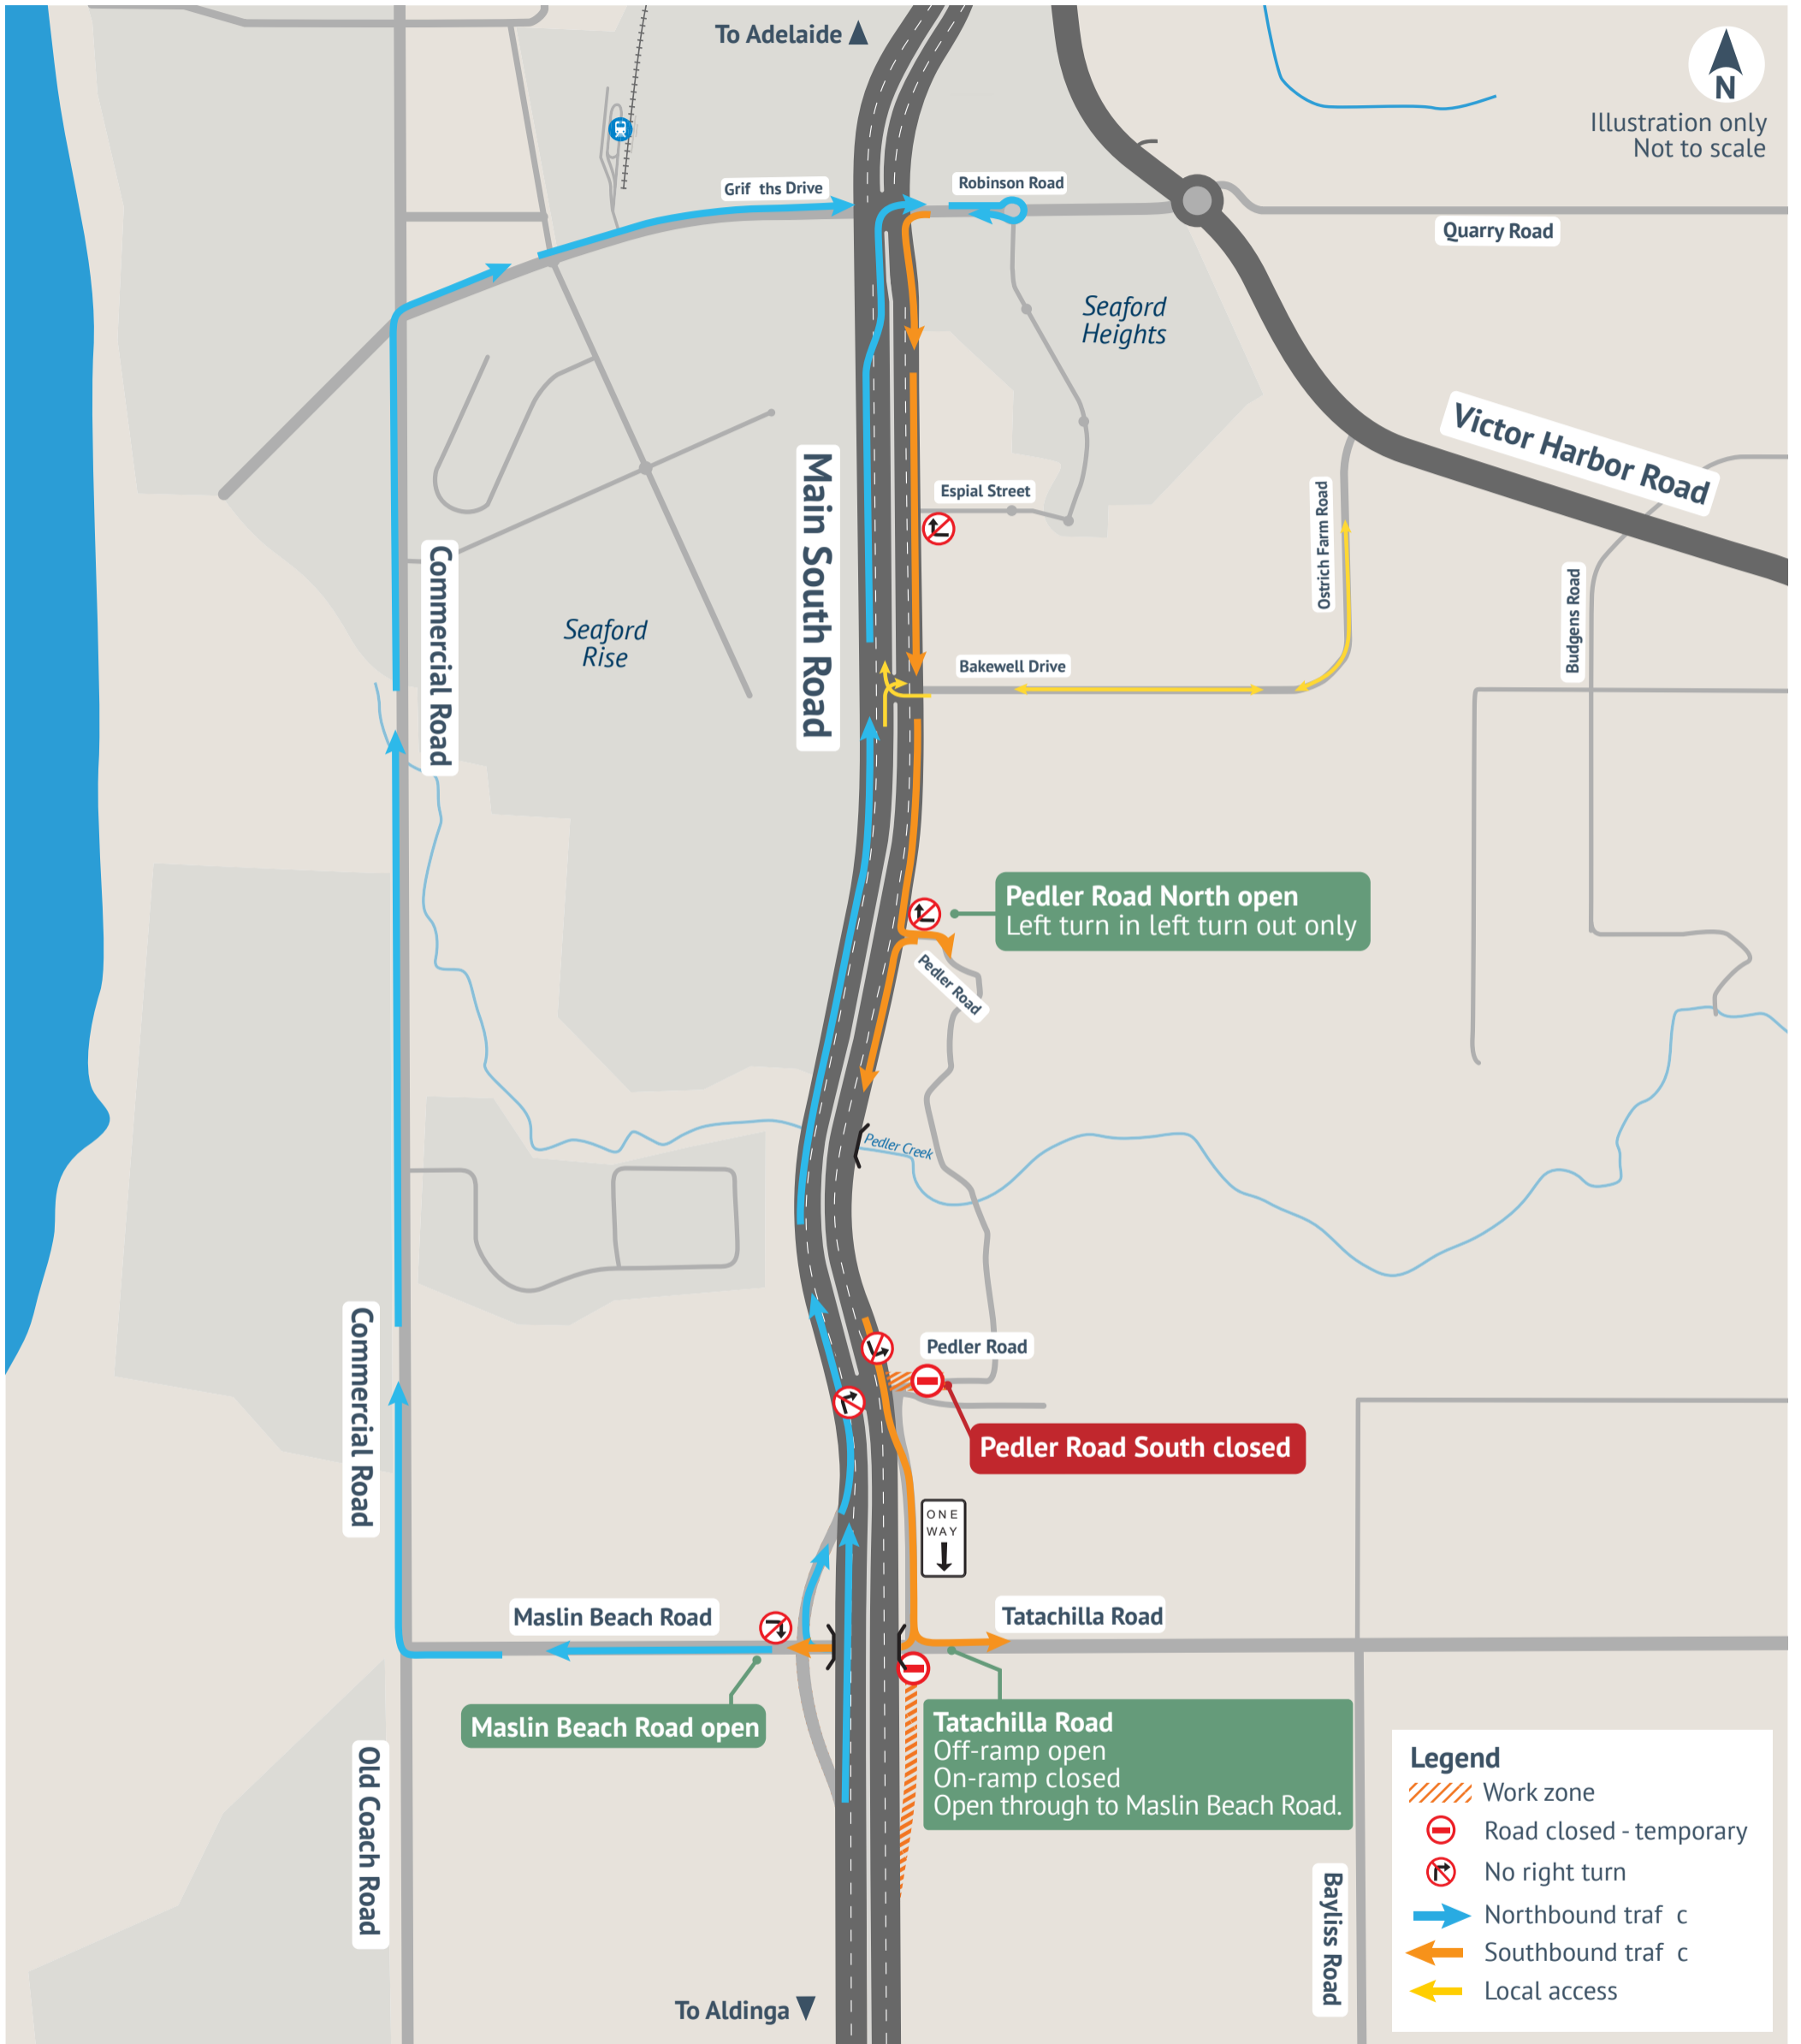 To Adelaide
N
Illustration only
Not to scale
Grif ths Drive
Robinson Road
Quarry Road
Seaford
Heights
Victor Harbor Road
Main South Road
Espial Street
Ostrich Farm Road
Budgens Road
Commercial Road
Seaford
Rise
Bakewell Drive
Pedler Road North open
Left turn in left turn out only
Pedler Road
Pedler Creek
Commercial Road
Pedler Road
Pedler Road South closed
ONE
WAY
Maslin Beach Road
Tatachilla Road
Maslin Beach Road open
Tatachilla Road
Off-ramp open
On-ramp closed
Open through to Maslin Beach Road.
Old Coach Road
Bayliss Road
Legend
Work zone
Road closed - temporary
No right turn
Northbound traf c
Southbound traf c
Local access
To Aldinga